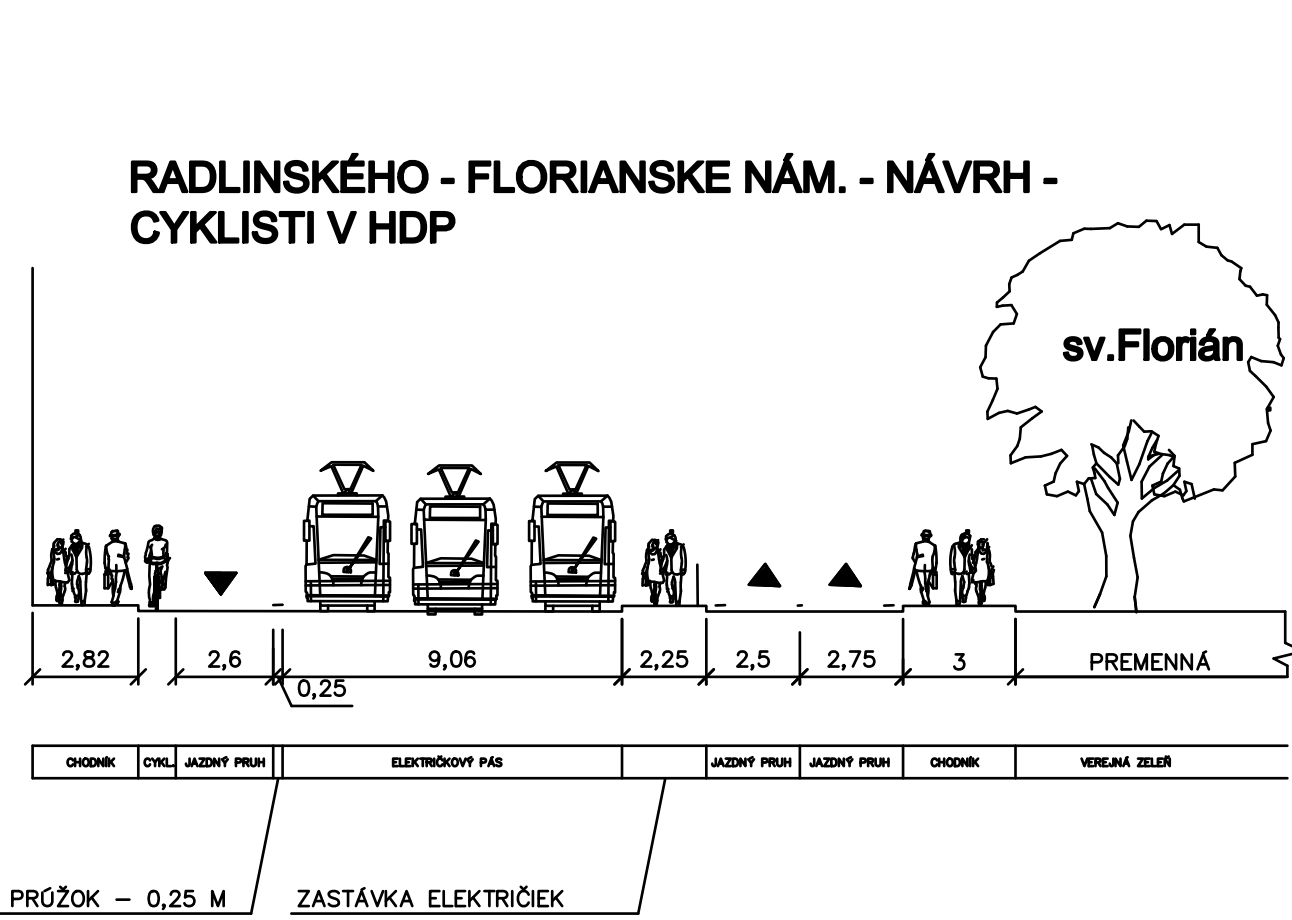 RADLINSKÉHO - FLORIANSKE NÁM. - NÁVRH -
CYKLISTI V HDP
sv.Florián
2,82 2,6 9,06 2,25 2,5 2,75 3 PREMENNÁ
0,25
CHODNÍK CYKL. JAZDNÝ PRUH ELEKTRIČKOVÝ PÁS JAZDNÝ PRUH JAZDNÝ PRUH CHODNÍK VEREJNÁ ZELEŇ
PRÚŽOK – 0,25 M ZASTÁVKA ELEKTRIČIEK